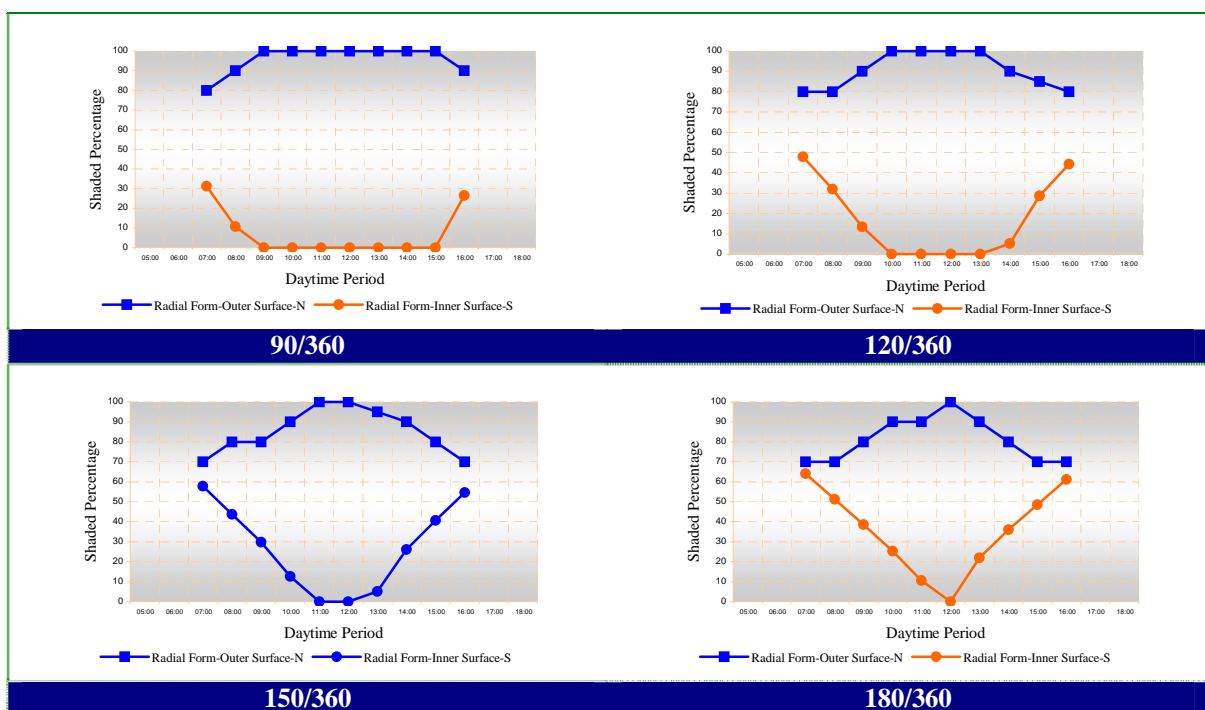 100
90
80
70
60
50
40
30
20
10
0
Shaded Percentage
05:00 06:00 07:00 08:00 09:00 10:00 11:00 12:00 13:00 14:00 15:00 16:00 17:00 18:00
Daytime Period
Radial Form-Outer Surface-N Radial Form-Inner Surface-S
100
90
80
70
60
50
40
30
20
10
0
Shaded Percentage
05:00 06:00 07:00 08:00 09:00 10:00 11:00 12:00 13:00 14:00 15:00 16:00 17:00 18:00
Daytime Period
Radial Form-Outer Surface-N Radial Form-Inner Surface-S
90/360 120/360
100
90
80
70
60
50
40
30
20
10
0
Shaded Percentage
05:00 06:00 07:00 08:00 09:00 10:00 11:00 12:00 13:00 14:00 15:00 16:00 17:00 18:00
Daytime Period
Radial Form-Outer Surface-N Radial Form-Inner Surface-S
100
90
80
70
60
50
40
30
20
10
0
Shaded Percentage
05:00 06:00 07:00 08:00 09:00 10:00 11:00 12:00 13:00 14:00 15:00 16:00 17:00 18:00
Daytime Period
Radial Form-Outer Surface-N Radial Form-Inner Surface-S
150/360 180/360